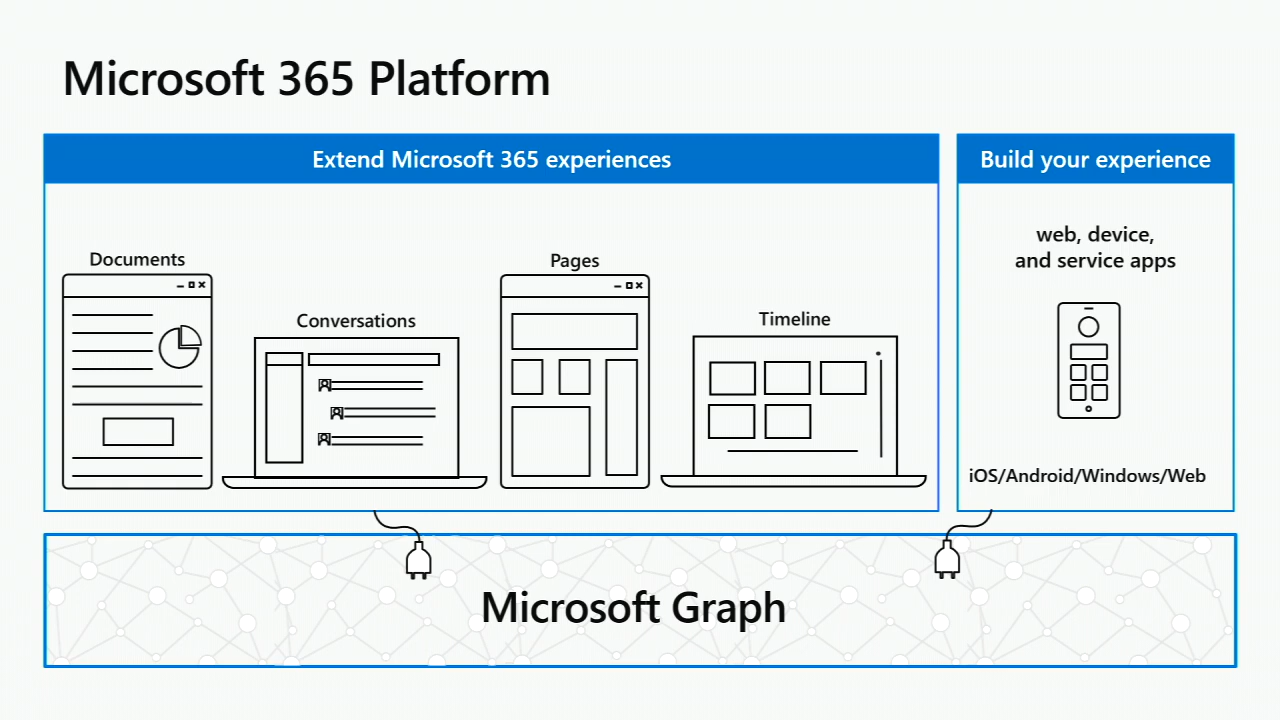 Microsoft 365 Platform
Extend Microsoft 365 experiences
Documents
Conversations
Pages
Timeline
Build your experience
web, device,
and service apps
iOS/Android/Windows/Web
Microsoft Graph